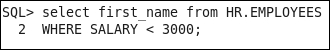 SQL> select first_name from HR.EMPLOYEES
2 WHERE SALARY < 3000;